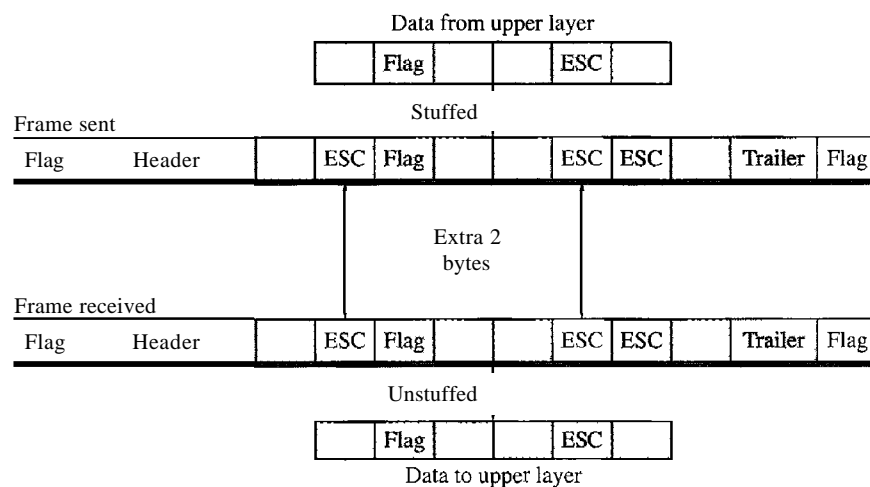 Data from upper layer
Flag ESC
Stuffed
Frame sent
Flag Header ESC Flag ESC ESC Trailer Flag
Extra 2
bytes
Frame received
Flag Header ESC Flag ESC ESC Trailer Flag
Unstuffed
Flag ESC
Data to upper layer